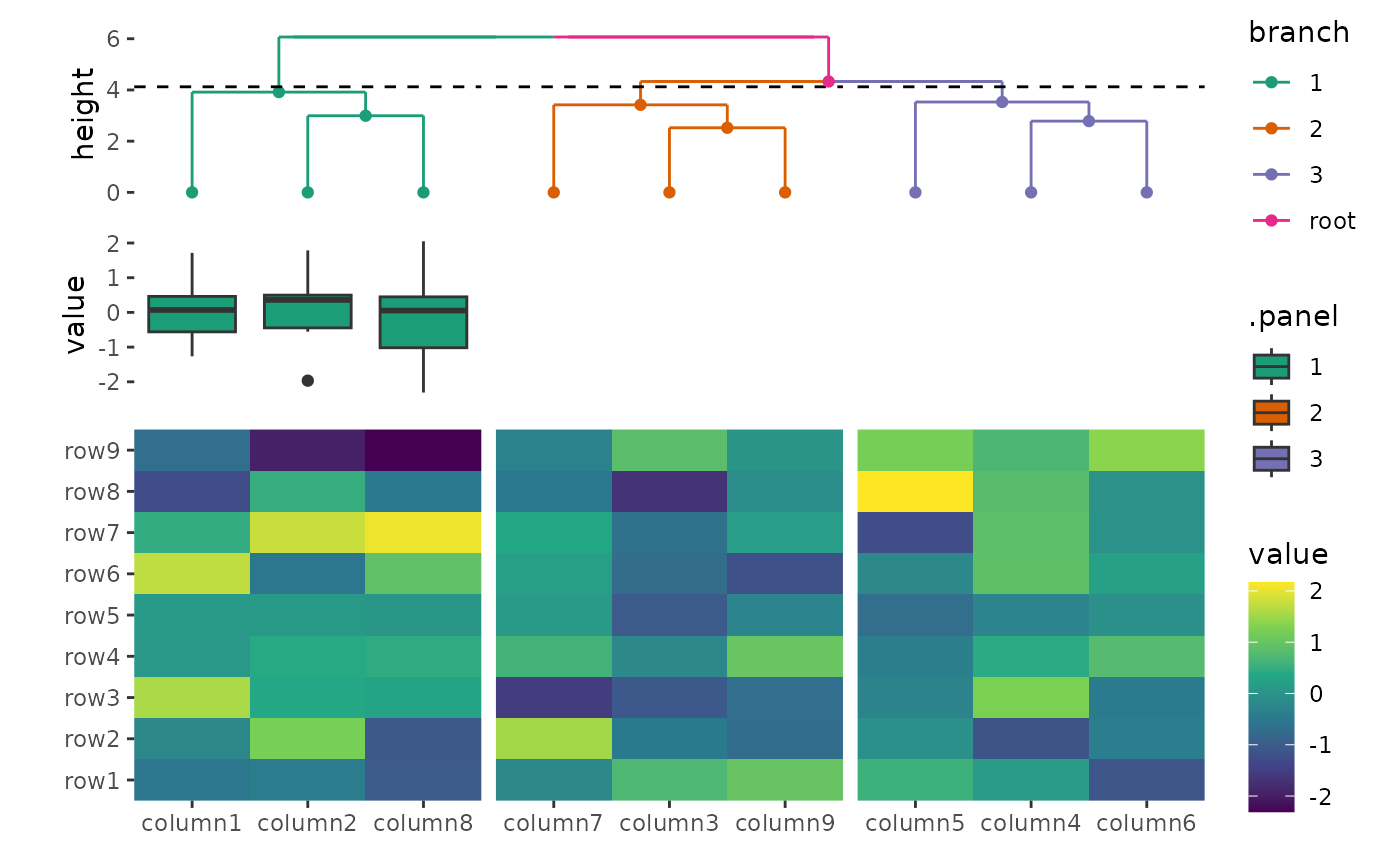 height
6
4
2
0
value
2
1
0
-1
-2
row9
row8
row7
row6
row5
row4
row3
row2
row1
column1 column2 column8 column7 column3 column9 column5 column4 column6
branch
1
2
3
root
.panel
1
2
3
value
2
1
0
-1
-2